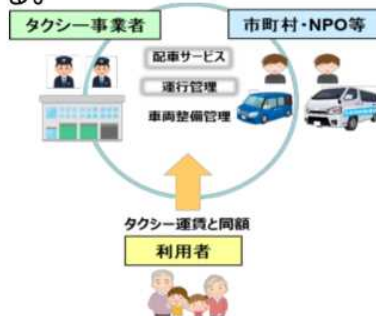 る。
タクシー事業者
市町村・NPO等
配車サービス
運行管理
車両整備管理
タクシー運賃と同額
利用者